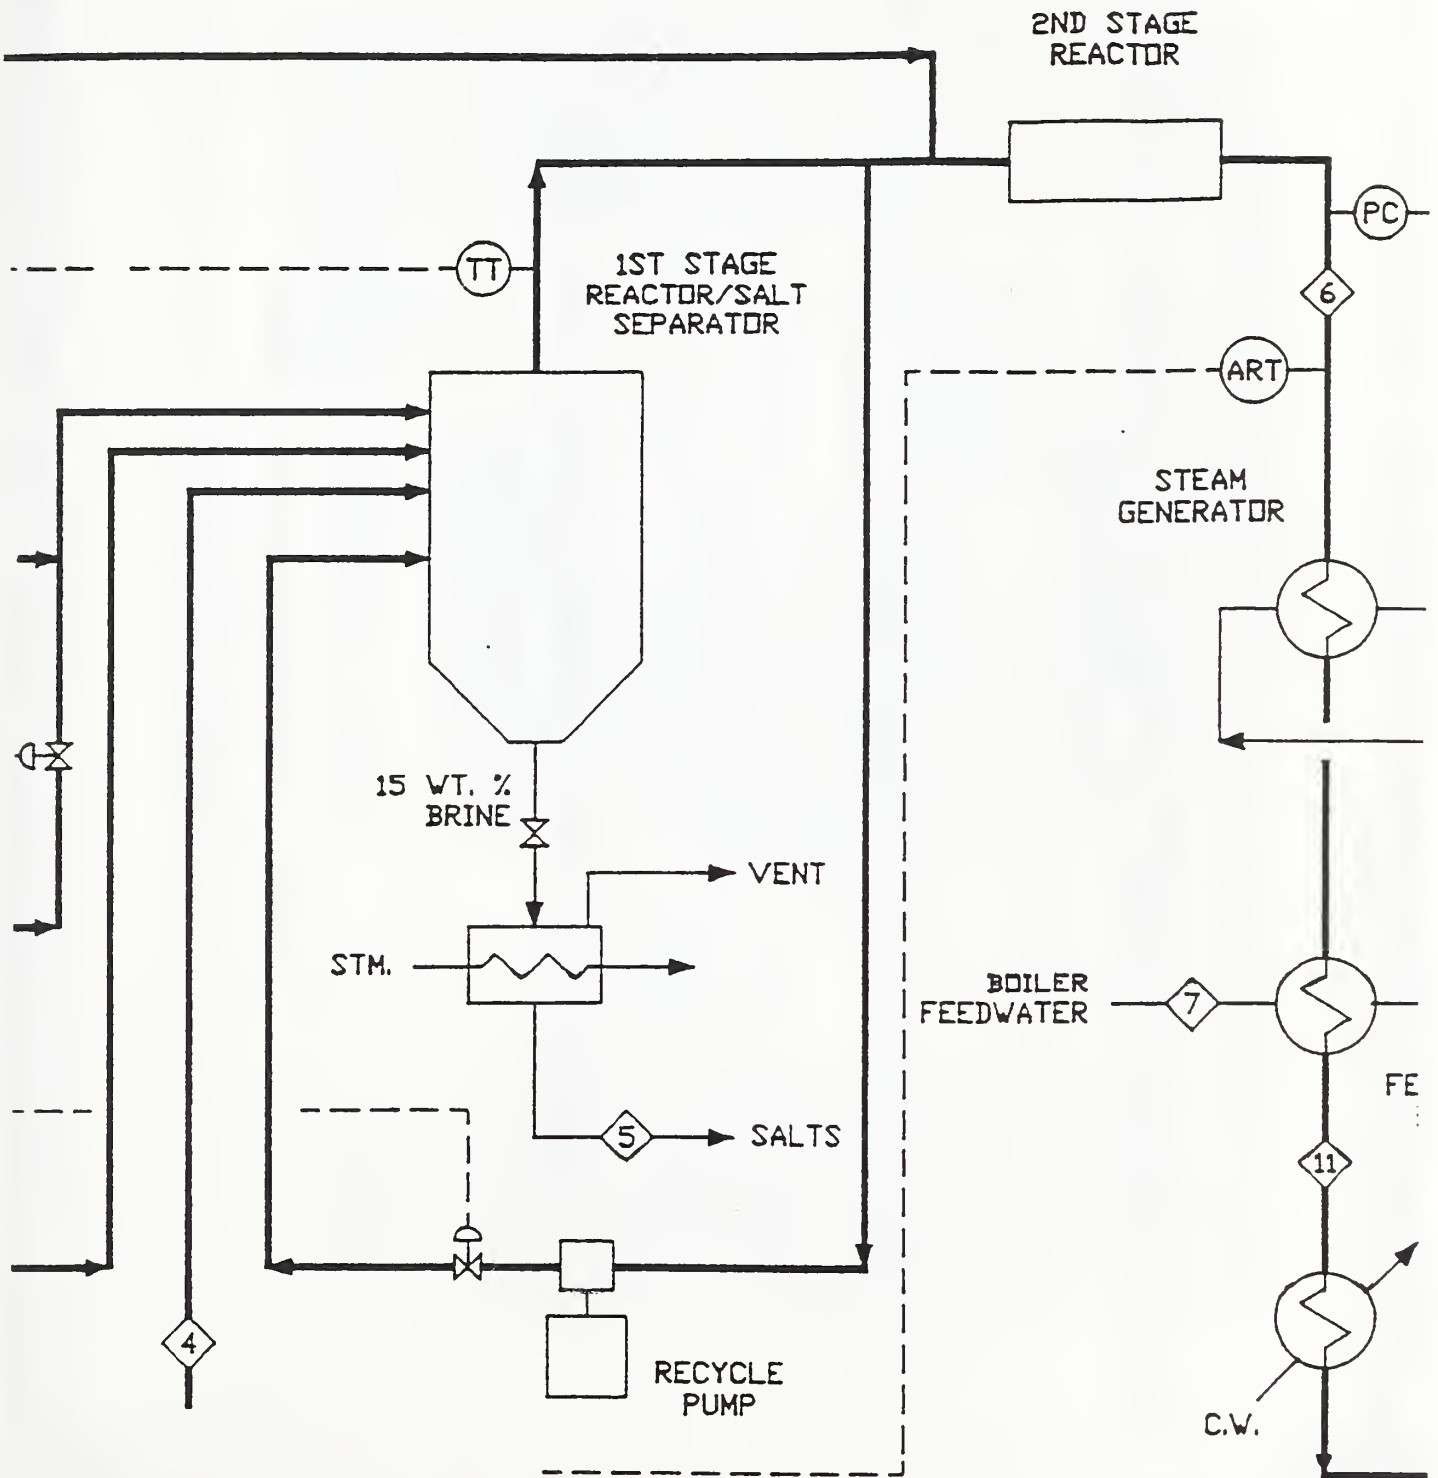 2ND STAGE
REACTOR
PC
TT
1ST STAGE
REACTOR/SALT
SEPARATOR
6
ART
STEAM
GENERATOR
15 WT. %
BRINE
VENT
STM.
BOILER
FEEDWATER
7
FE
5
SALTS
11
4
RECYCLE
PUMP
C.W.